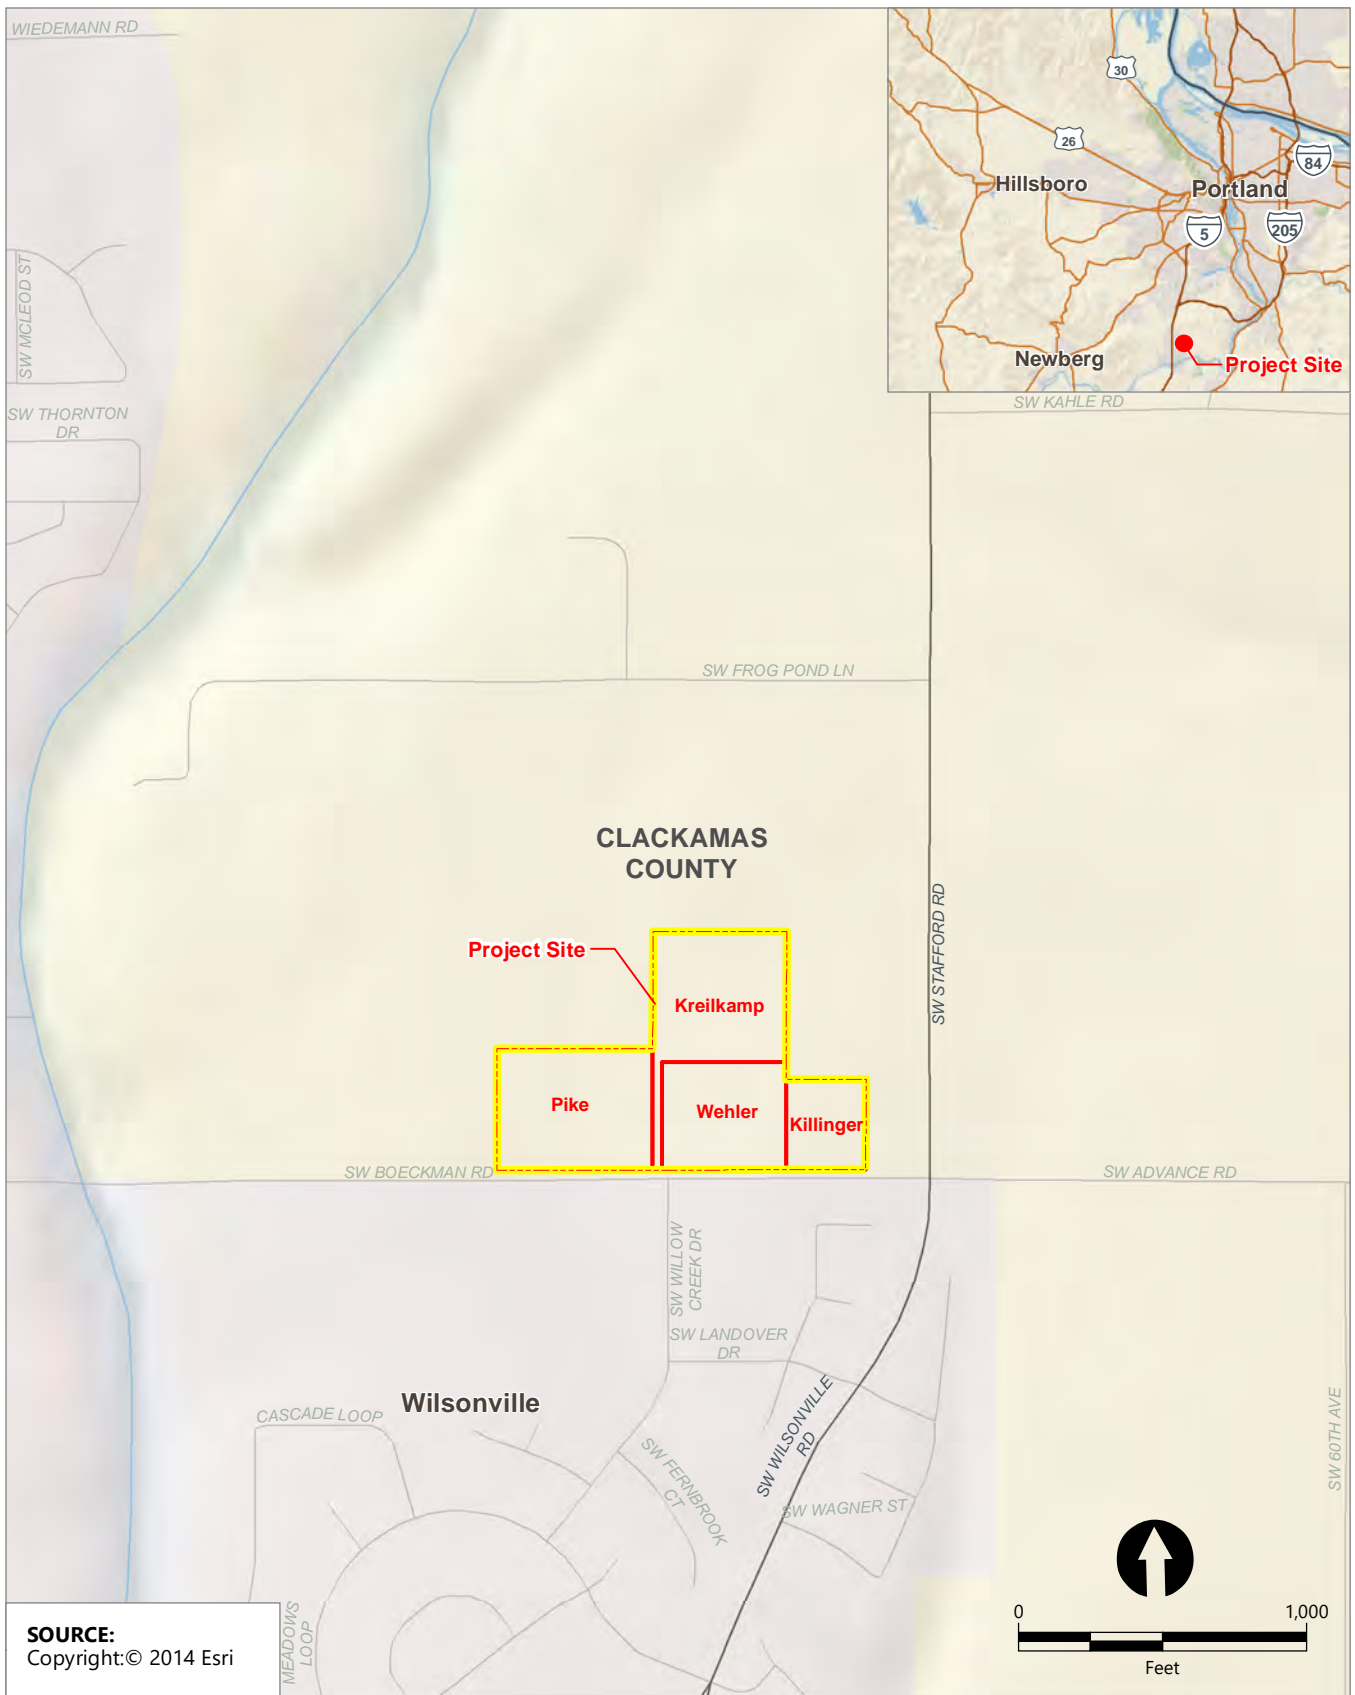 WIEDEMANN RD
30
26
84
Hillsboro
Portland
5
205
Newberg
Project Site
SW MCLEOD ST
SW THORNTON
DR
SW KAHLE RD
SW FROG POND LN
CLACKAMAS
COUNTY
SW STAFFORD RD
Project Site
Kreilkamp
Pike
Wehler
Killinger
SW BOECKMAN RD
SW ADVANCE RD
SW WILLOW
CREEK DR
SW LANDOVER
DR
Wilsonville
CASCADE LOOP
SW WILSONVILLE
RD
SW FERNBROOK
CT
SW WAGNER ST
SW 60TH AVE
MEADOWS
LOOP
SOURCE:
Copyright:© 2014 Esri
0
1,000
Feet